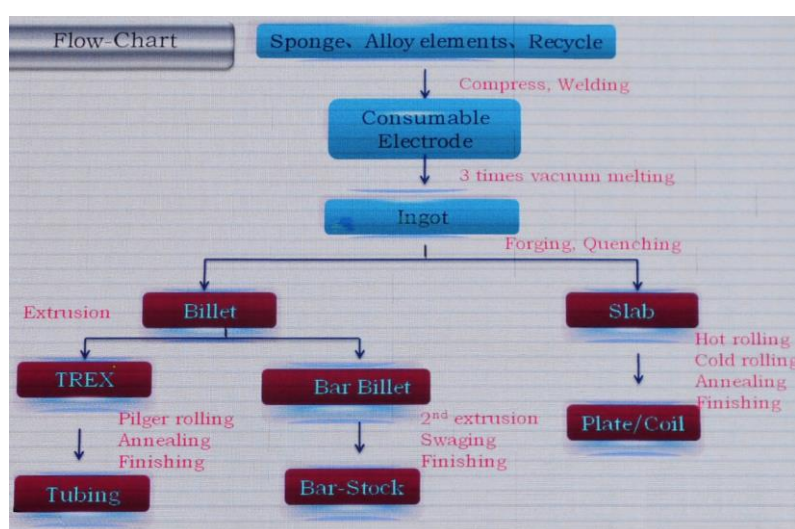 Flow-Chart
Sponge、Alloy elements、Recycle
Compress, Welding
Consumable
Electrode
3 times vacuum melting
Ingot
Forging, Quenching
Extrusion
Billet
Slab
Hot rolling
Cold rolling
Annealing
Finishing
TREX
Bar Billet
Pilger rolling
Annealing
Finishing
2nd extrusion
Swaging
Finishing
Plate/Coil
Tubing
Bar-Stock